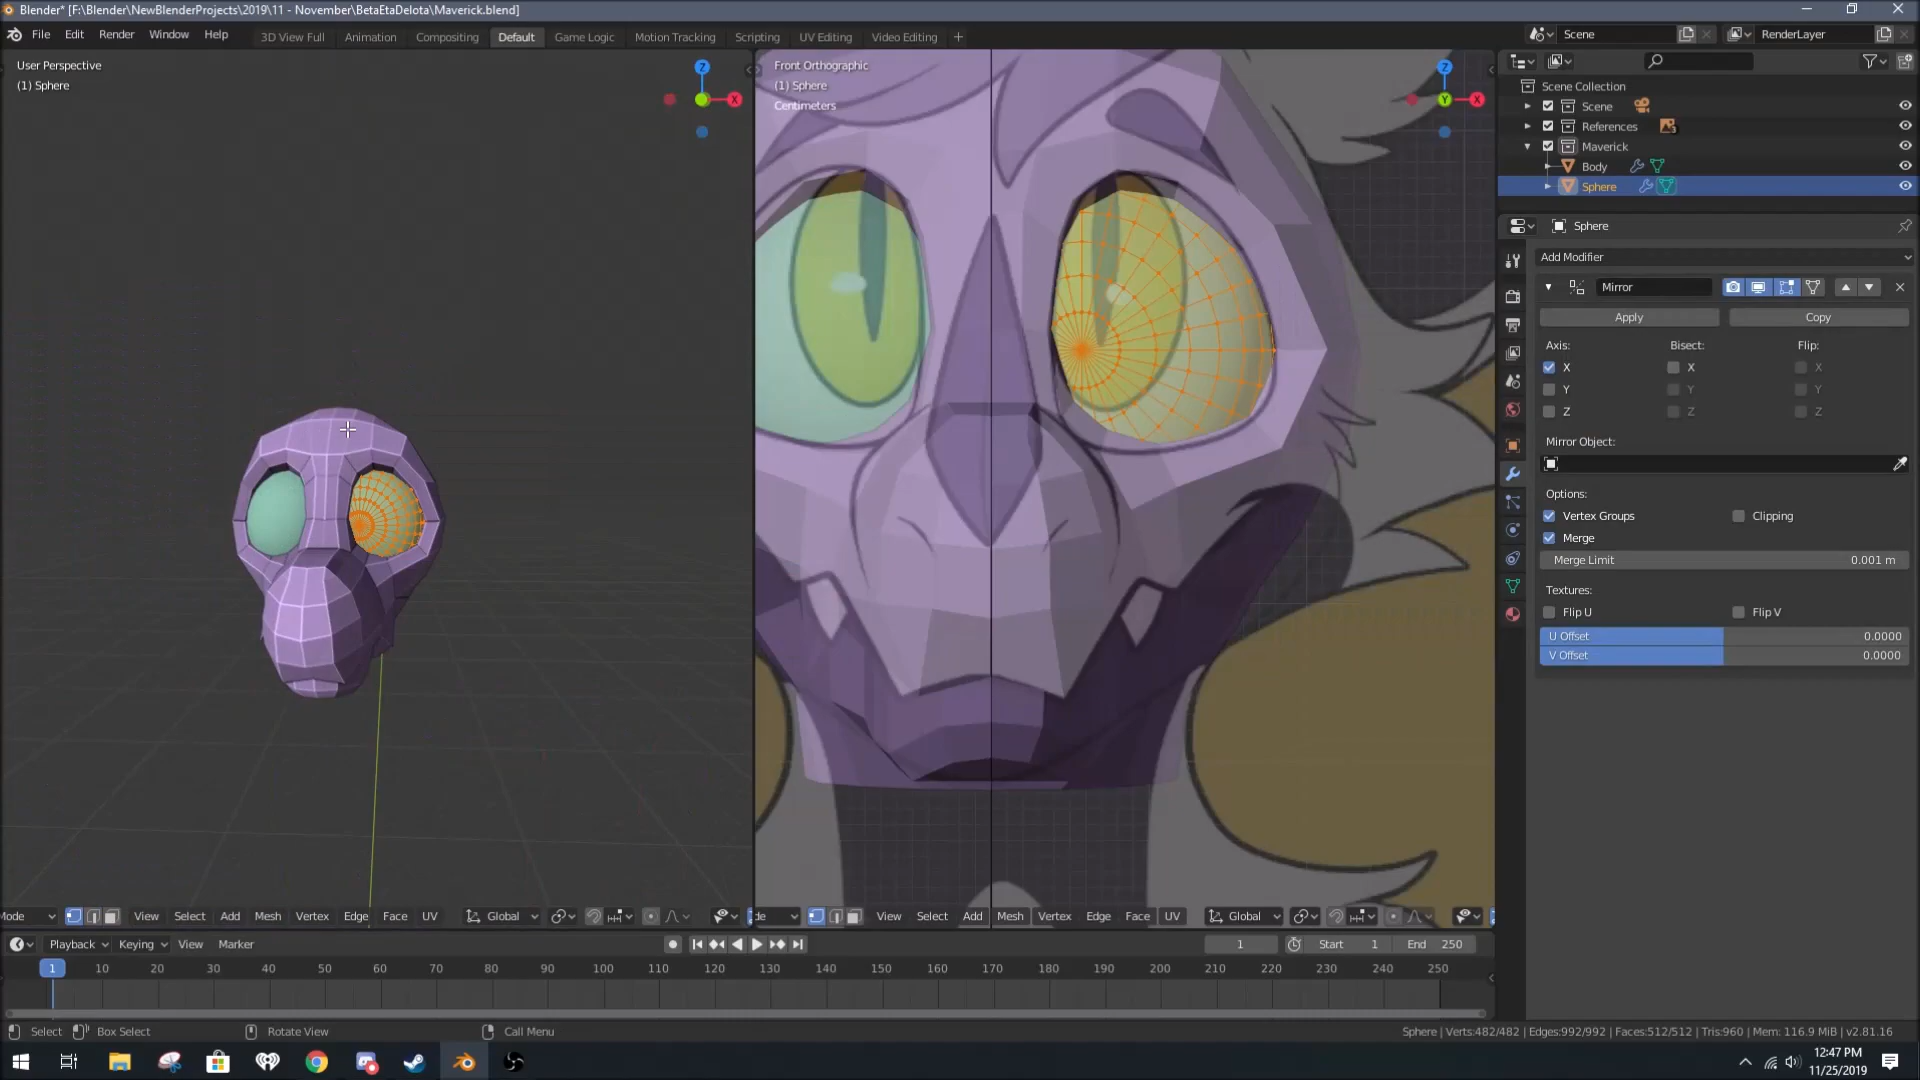 Blender* [F:\Blender\NewBlenderProjects\2019\11 - November\BetaEtaDelota\Maverick.blend]
File Edit Render Window Help 3D View Full Animation Compositing Default Game Logic Motion Tracking Scripting UV Editing Video Editing + Scene RenderLayer
User Perspective
(1) Sphere
Z
X
Front Orthographic
(1) Sphere
Centimeters
Z
Y
X
Scene Collection
Scene
References
Maverick
Body
Sphere
Sphere
Add Modifier
Mirror
Apply Copy
Axis: Bisect: Flip:
X X X
Y Y Y
Z Z Z
Mirror Object:
Options:
Vertex Groups Clipping
Merge
Merge Limit 0.001 m
Textures:
Flip U Flip V
U Offset 0.0000
V Offset 0.0000
Mode View Select Add Mesh Vertex Edge Face UV Global
de View Select Add Mesh Vertex Edge Face UV Global
Playback Keying View Marker 1 Start 1 End 250
1 10 20 30 40 50 60 70 80 90 100 110 120 130 140 150 160 170 180 190 200 210 220 230 240 250
Select Box Select Rotate View Call Menu Sphere | Verts:482/482 | Edges:992/992 | Faces:512/512 | Tris:960 | Mem: 116.9 MiB | v2.81.16
12:47 PM
11/25/2019